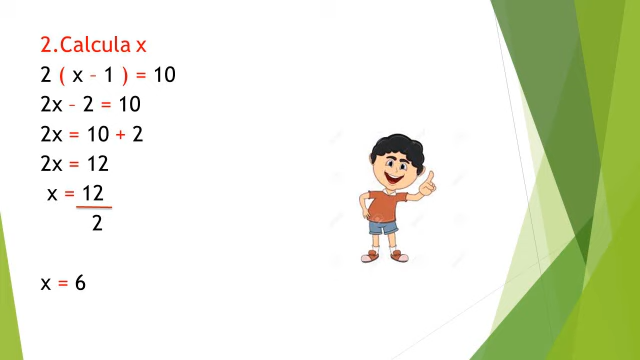 2.Calcula x
2 ( x – 1 ) = 10
2x – 2 = 10
2x = 10 + 2
2x = 12
x = 12
2
x = 6